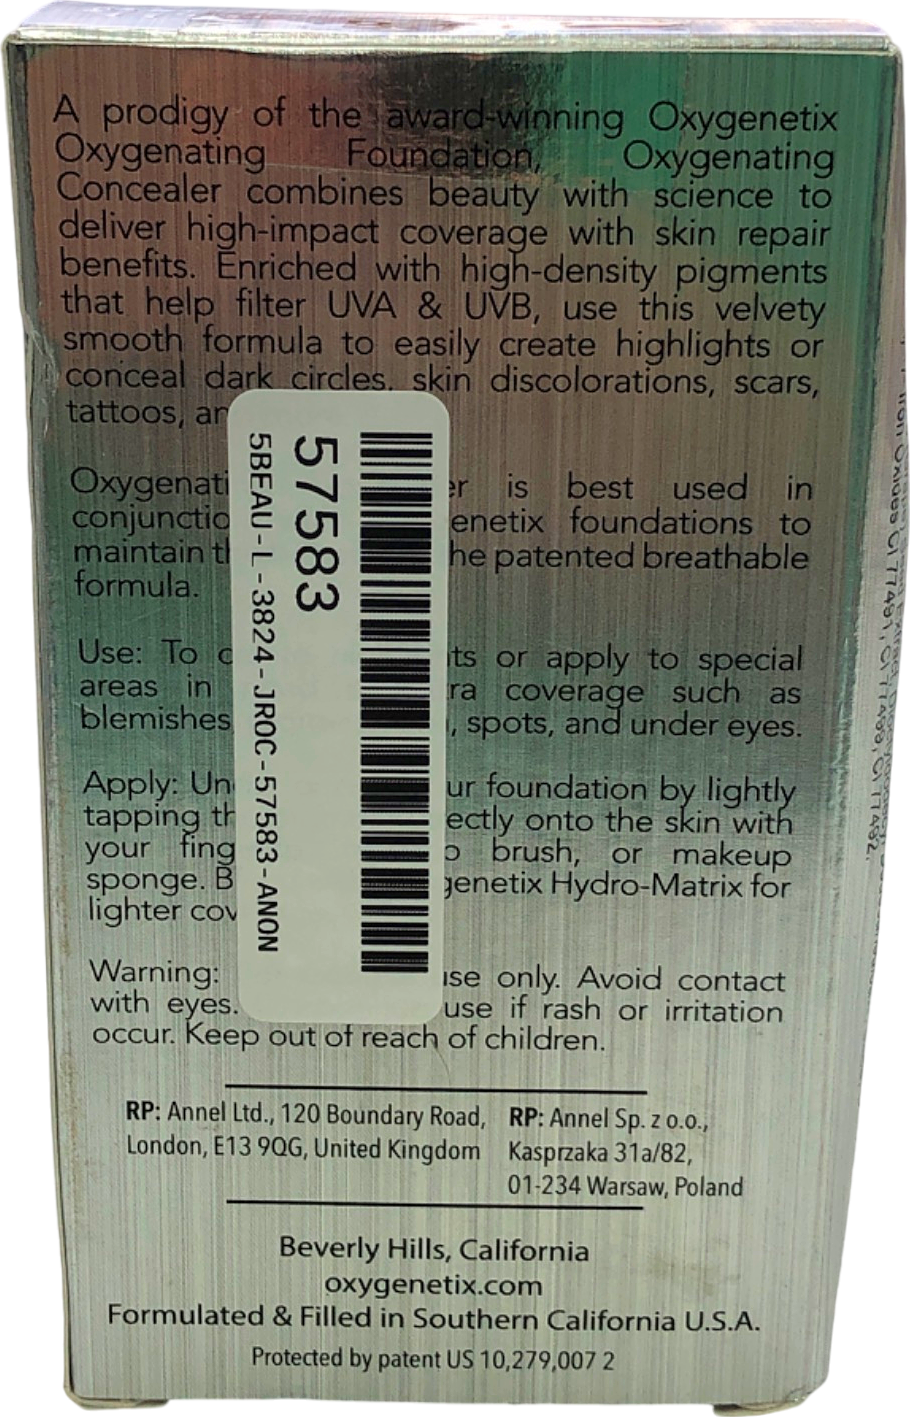 A prodigy of the award-winning Oxygenetix
Oxygenating Foundation, Oxygenating
Concealer combines beauty with science to
deliver high-impact coverage with skin repair
benefits. Enriched with high-density pigments
that help filter UVA & UVB, use this velvety
smooth formula to easily create highlights or
conceal dark circles, skin discolorations, scars,
tattoos, an
Oxygenati er is best used in
conjunctio enetix foundations to
maintain th he patented breathable
formula.
Use: To c ts or apply to special
areas in ra coverage such as
blemishes , spots, and under eyes.
Apply: Un ur foundation by lightly
tapping th ectly onto the skin with
your fing o brush, or makeup
sponge. B genetix Hydro-Matrix for
lighter cov
Warning: use only. Avoid contact
with eyes. use if rash or irritation
occur. Keep out of reach of children.
57583
5BEAU-L-3824-JROC-57583-ANON
RP: Annel Ltd., 120 Boundary Road,
London, E13 9QG, United Kingdom
RP: Annel Sp. z o.o.,
Kasprzaka 31a/82,
01-234 Warsaw, Poland
Beverly Hills, California
oxygenetix.com
Formulated & Filled in Southern California U.S.A.
Protected by patent US 10,279,007 2
Iron Oxides CI 77491, CI 77499, CI 77492.